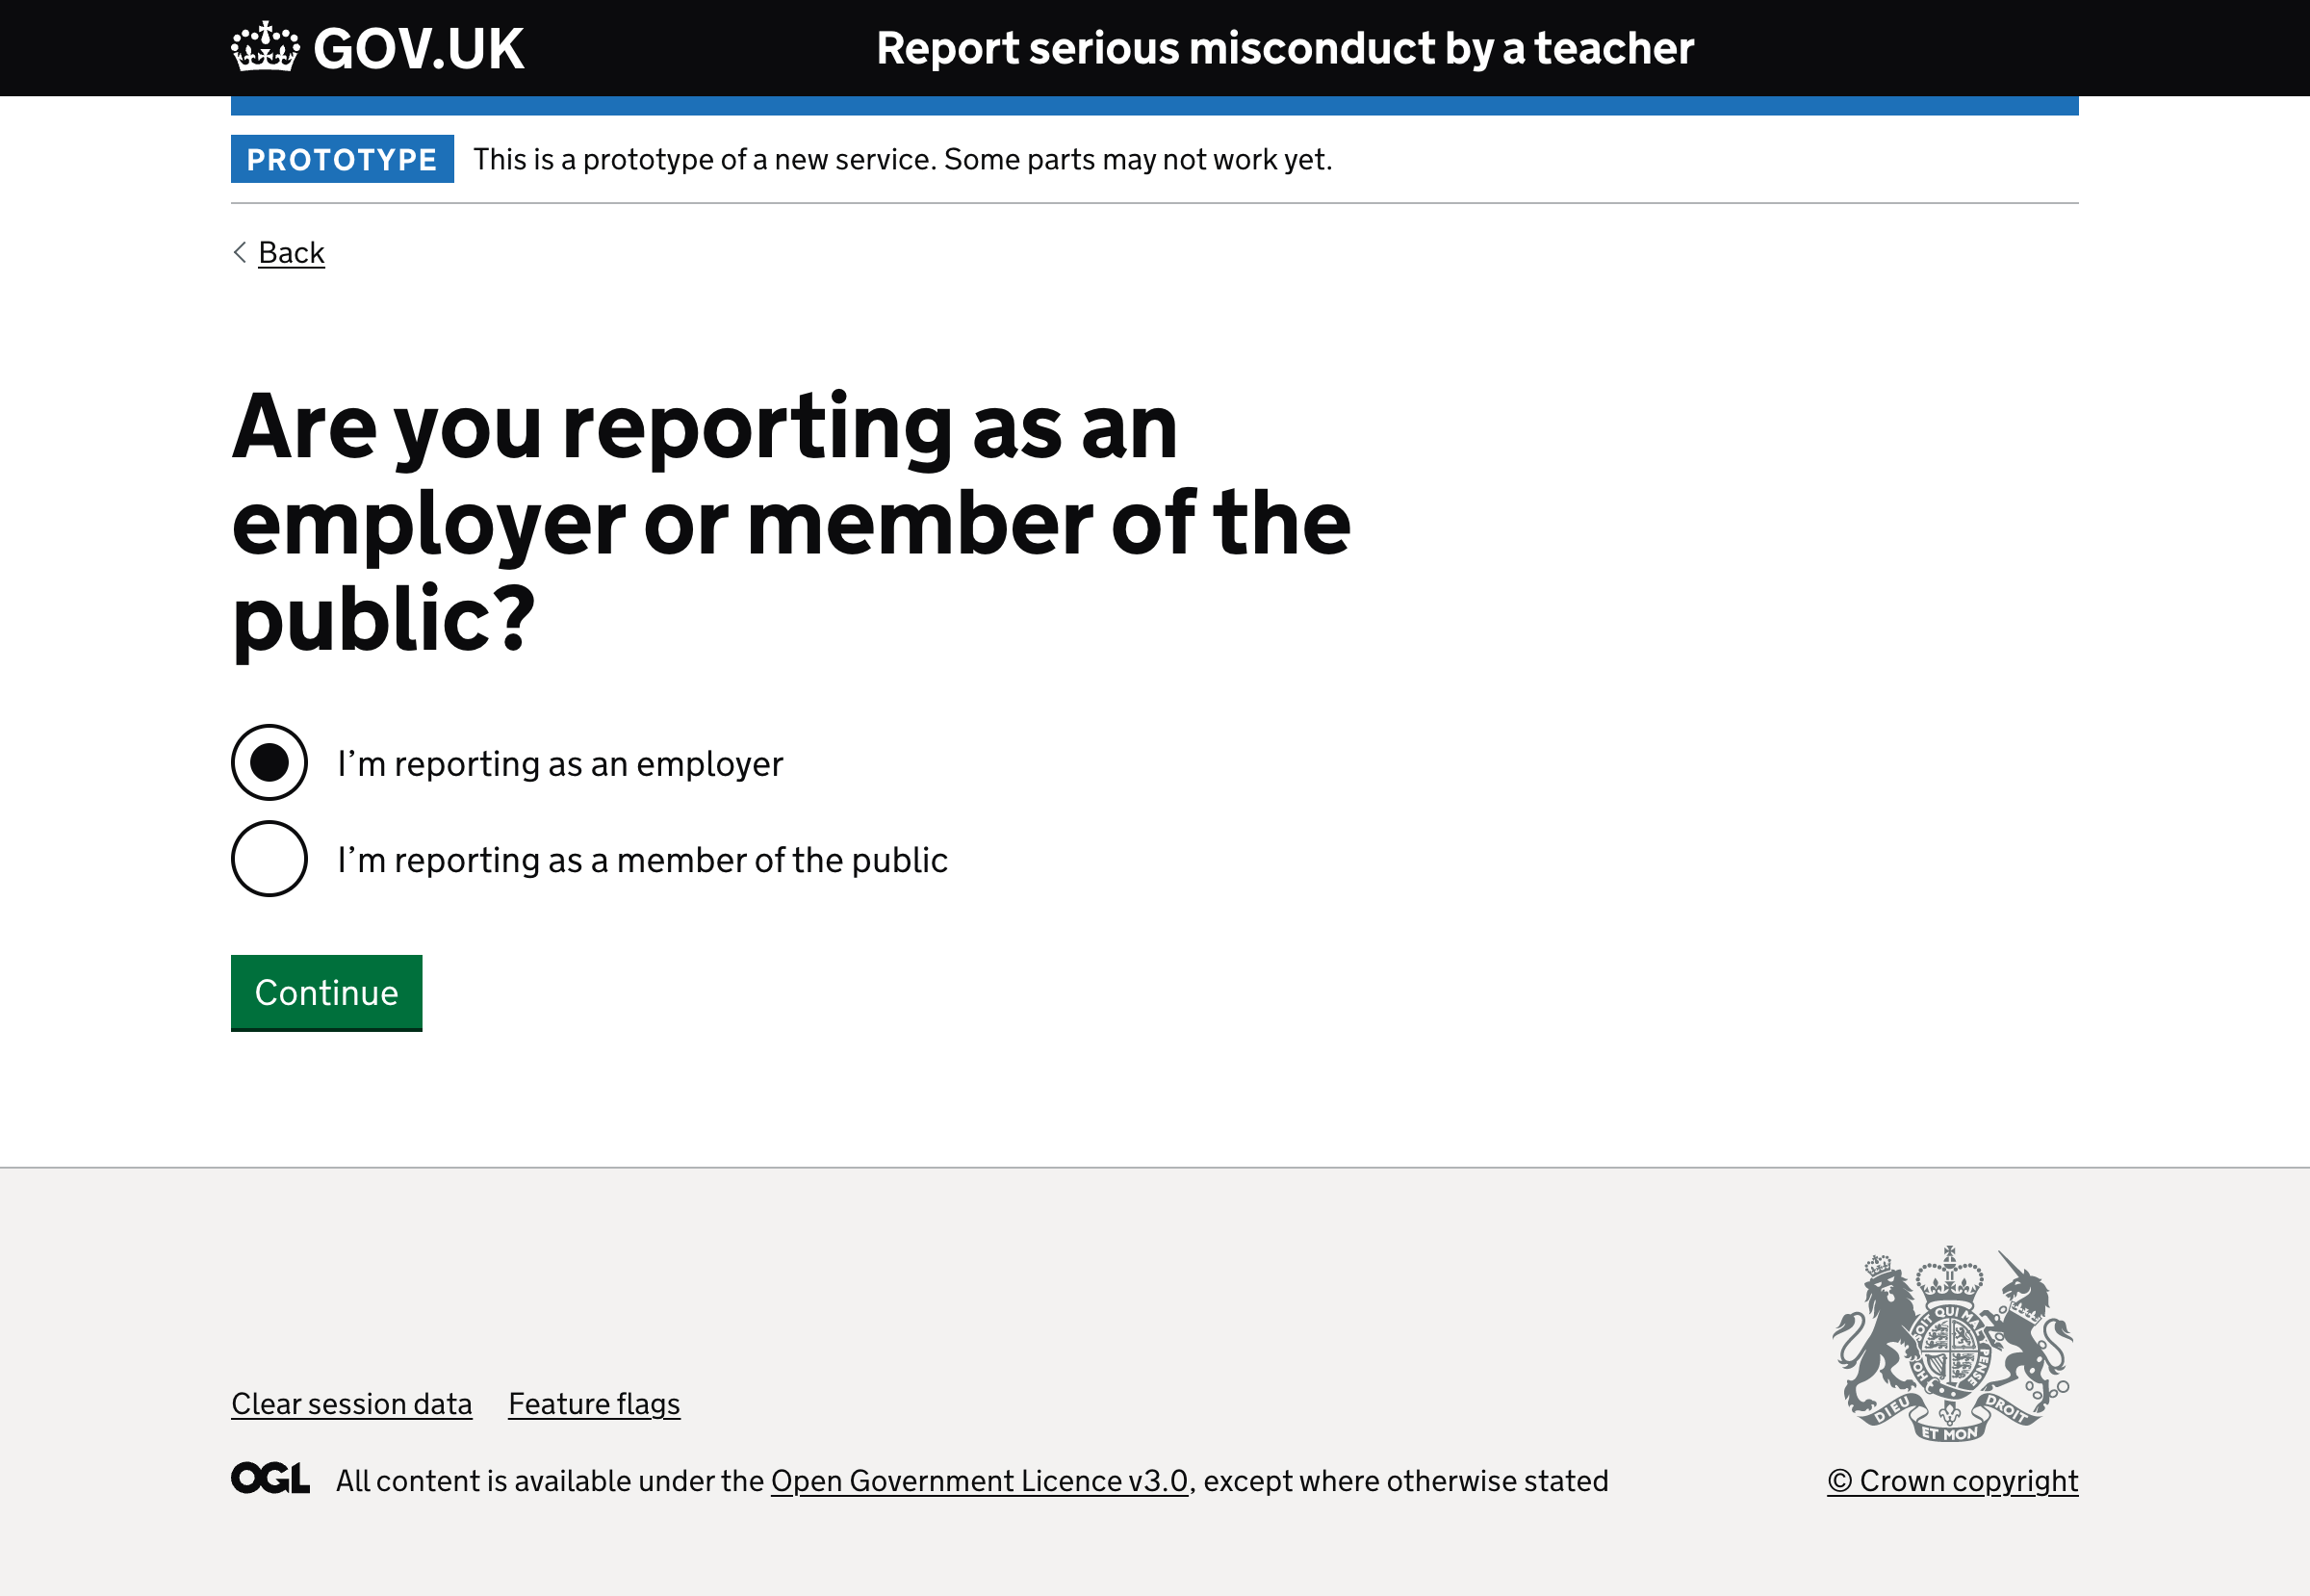 GOV.UK
Report serious misconduct by a teacher
PROTOTYPE
This is a prototype of a new service. Some parts may not work yet.
Back
Are you reporting as an
employer or member of the
public?
I’m reporting as an employer
I’m reporting as a member of the public
Continue
Clear session data
Feature flags
OGL
All content is available under the Open Government Licence v3.0, except where otherwise stated
HONI SOIT QUI MAL Y PENSE
DIEU ET MON DROIT
© Crown copyright